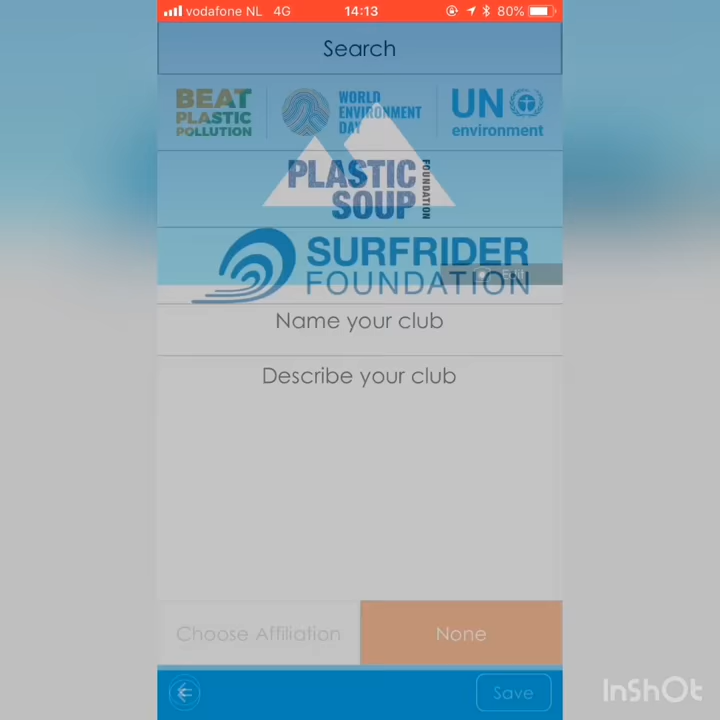 vodafone NL 4G 14:13 80%
Search
BEAT
PLASTIC
POLLUTION
WORLD
ENVIRONMENT
DAY
UN
environment
PLASTIC
SOUP
FOUNDATION
SURFRIDER
FOUNDATION
Edit
Name your club
Describe your club
Choose Affiliation
None
Save
InShOt